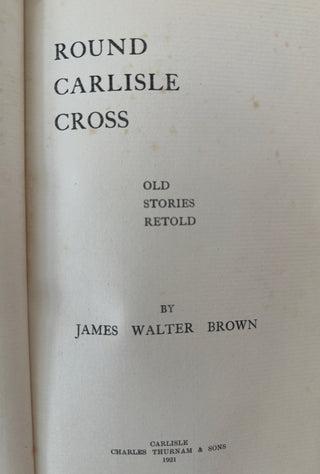 ROUND
CARLISLE
CROSS
OLD
STORIES
RETOLD
BY
JAMES WALTER BROWN
CARLISLE
CHARLES THURNAM & SONS
1921